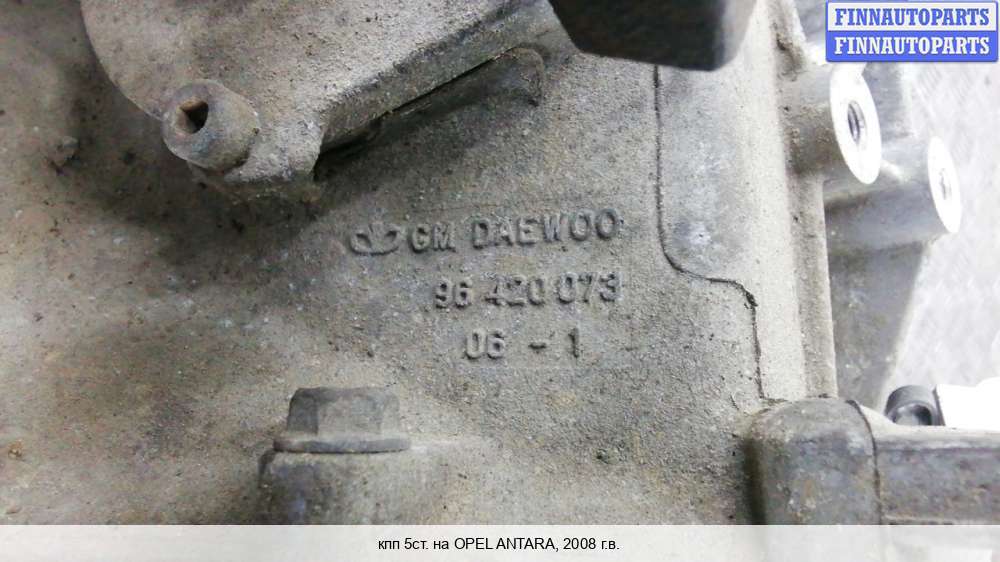 FINNAUTOPARTS
FINNAUTOPARTS
GM DAEWOO
96 420 073
06 - 1
кпп 5ст. на OPEL ANTARA, 2008 г.в.